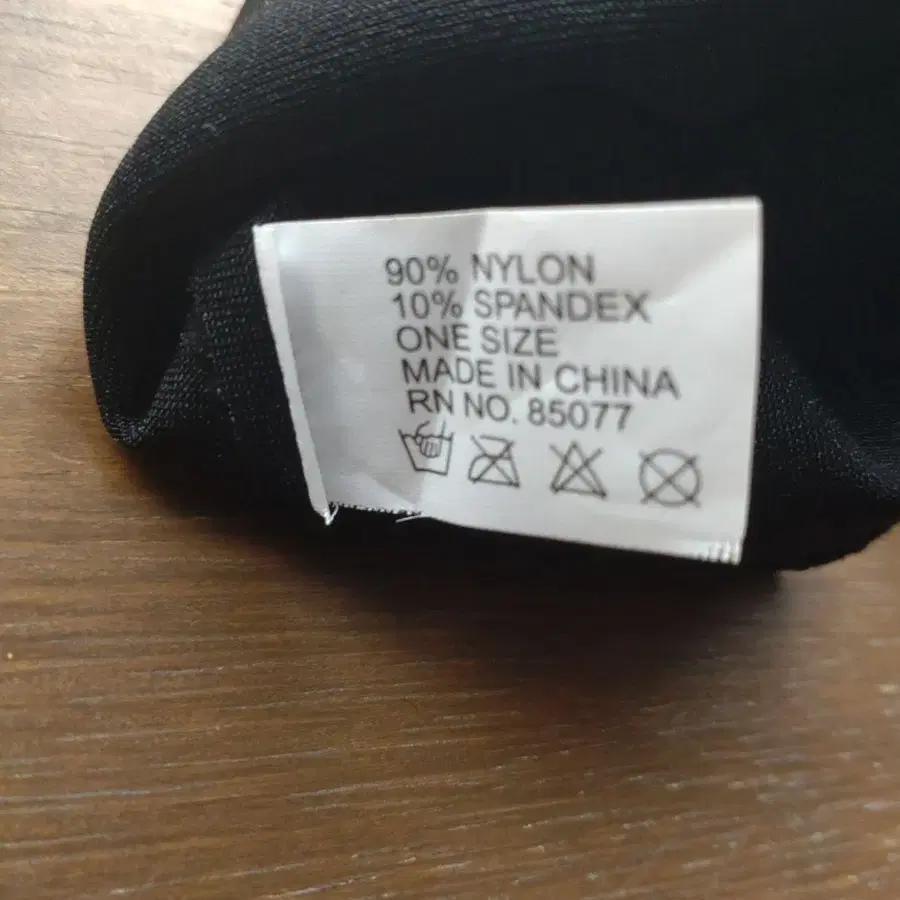 90% NYLON
10% SPANDEX
ONE SIZE
MADE IN CHINA
RN NO. 85077